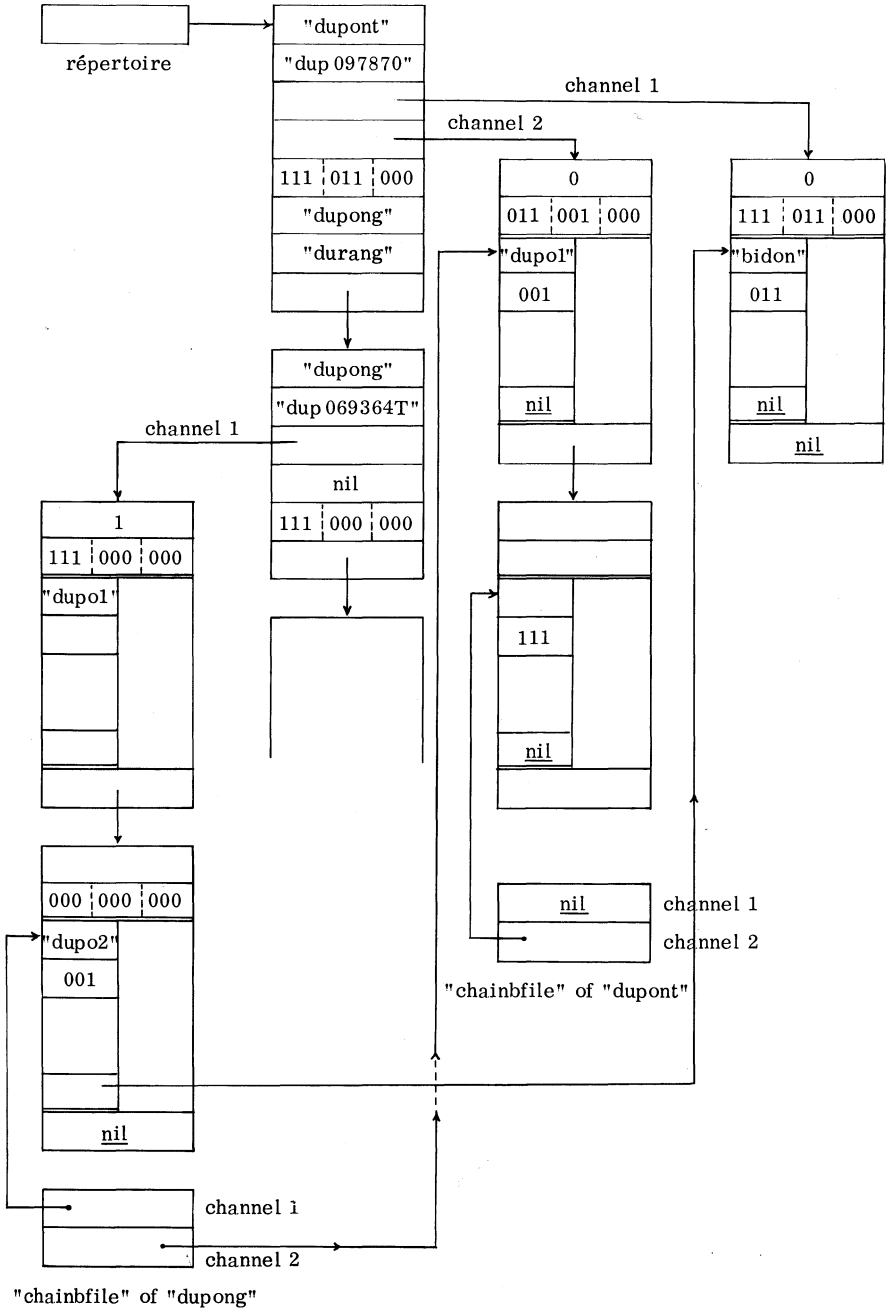 "dupont"
répertoire
"dup 097870"
channel 1
channel 2
111 011 000
"dupong"
"durang"
0
011 001 000
"dupo1"
001
nil
0
111 011 000
"bidon"
011
nil
nil
"dupong"
"dup 069364T"
channel 1
nil
111 000 000
1
111 000 000
"dupo1"
111
nil
000 000 000
"dupo2"
001
nil
nil
channel 1
channel 2
"chainbfile" of "dupont"
channel 1
channel 2
"chainbfile" of "dupong"